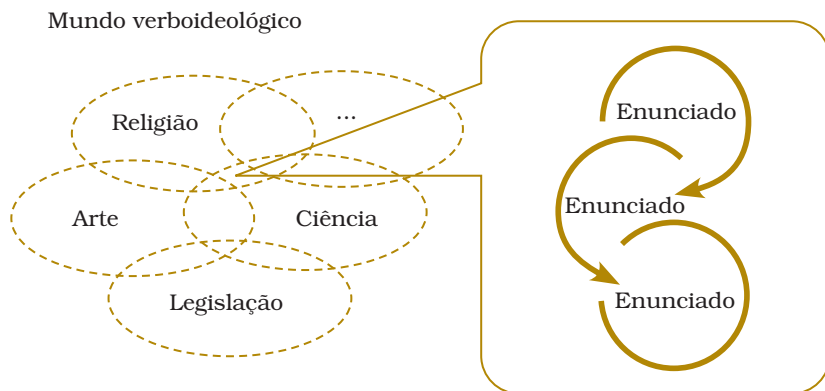 Mundo verboideológico
Religião
...
Arte
Ciência
Legislação
Enunciado
Enunciado
Enunciado